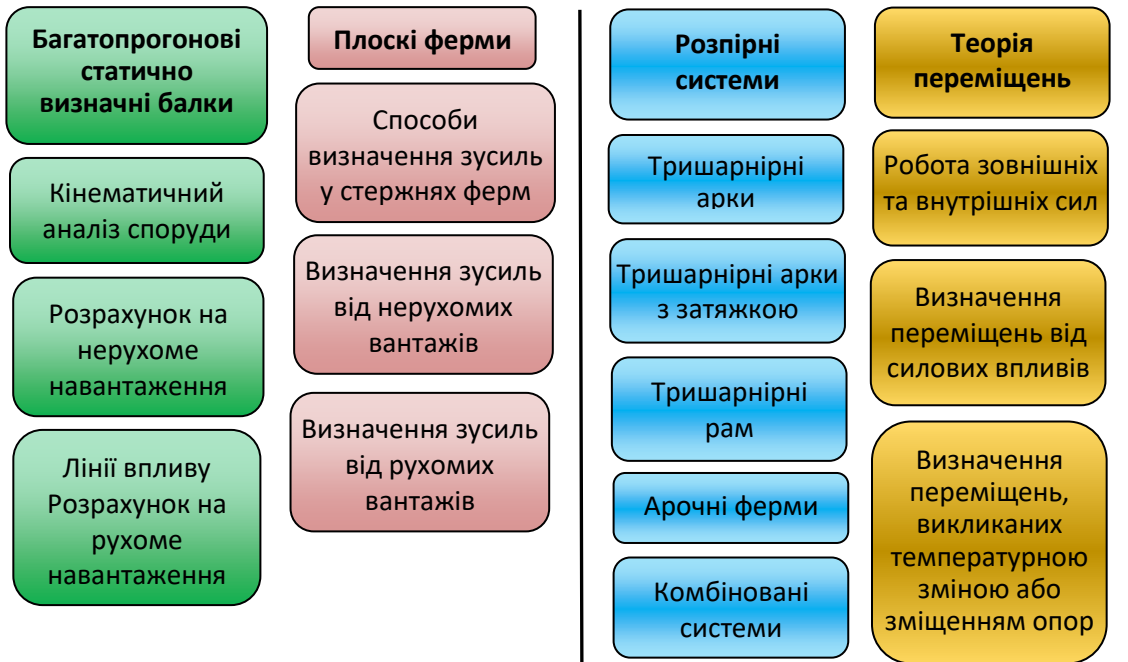 Багатопрогонові
статично
визначні балки
Кінематичний
аналіз споруди
Розрахунок на
нерухоме
навантаження
Лінії впливу
Розрахунок на
рухоме
навантаження
Плоскі ферми
Способи
визначення зусиль
у стержнях ферм
Визначення зусиль
від нерухомих
вантажів
Визначення зусиль
від рухомих
вантажів
Розпірні
системи
Тришарнірні
арки
Тришарнірні арки
з затяжкою
Тришарнірні
рам
Арочні ферми
Комбіновані
системи
Теорія
переміщень
Робота зовнішніх
та внутрішніх сил
Визначення
переміщень від
силових впливів
Визначення
переміщень,
викликаних
температурною
зміною або
зміщенням опор